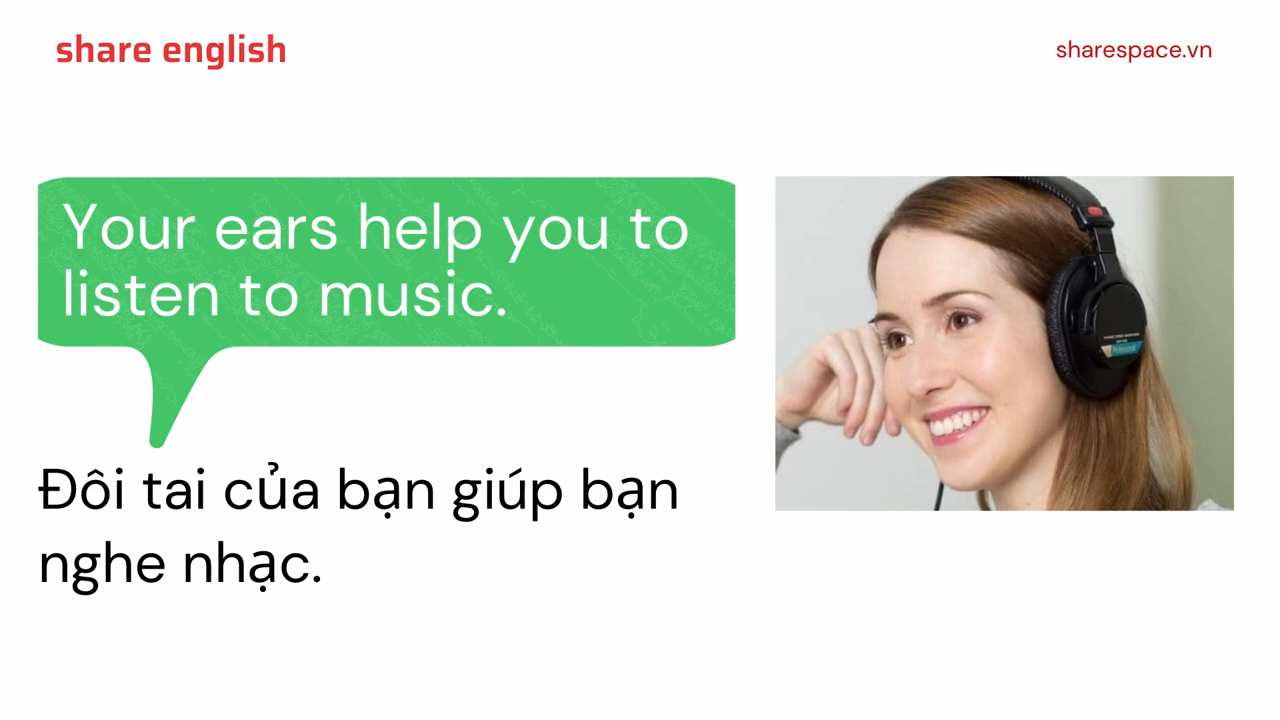 share english
sharespace.vn
Your ears help you to
listen to music.
Đôi tai của bạn giúp bạn
nghe nhạc.